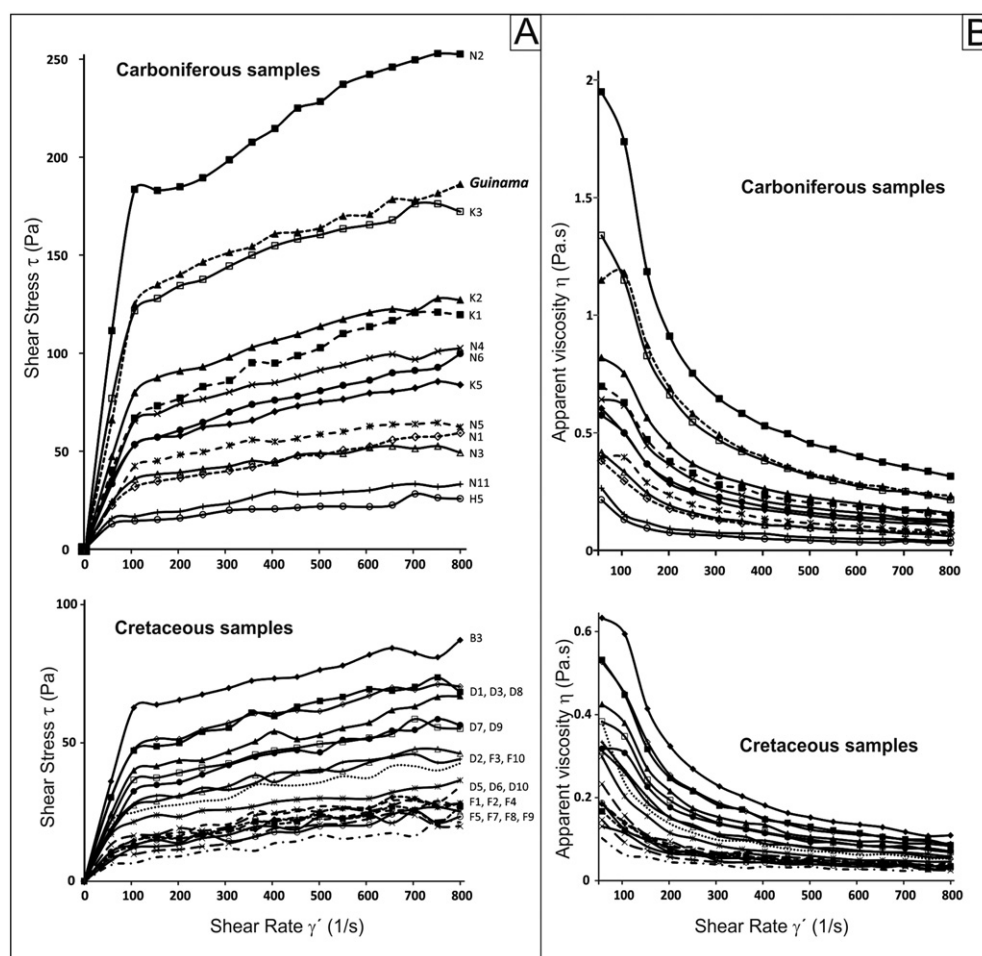 A
Carboniferous samples
Shear Stress τ (Pa)
250
200
150
100
50
0
0
100
200
300
400
500
600
700
800
N2
Guinama
K3
K2
K1
N4
N6
K5
N5
N1
N3
N11
H5
Cretaceous samples
Shear Stress τ (Pa)
100
50
0
0
100
200
300
400
500
600
700
800
B3
D1, D3, D8
D7, D9
D2, F3, F10
D5, D6, D10
F1, F2, F4
F5, F7, F8, F9
Shear Rate γ´ (1/s)
B
Carboniferous samples
Apparent viscosity η (Pa.s)
2
1.5
1
0.5
0
100
200
300
400
500
600
700
800
Cretaceous samples
Apparent viscosity η (Pa.s)
0.6
0.4
0.2
0
100
200
300
400
500
600
700
800
Shear Rate γ´ (1/s)